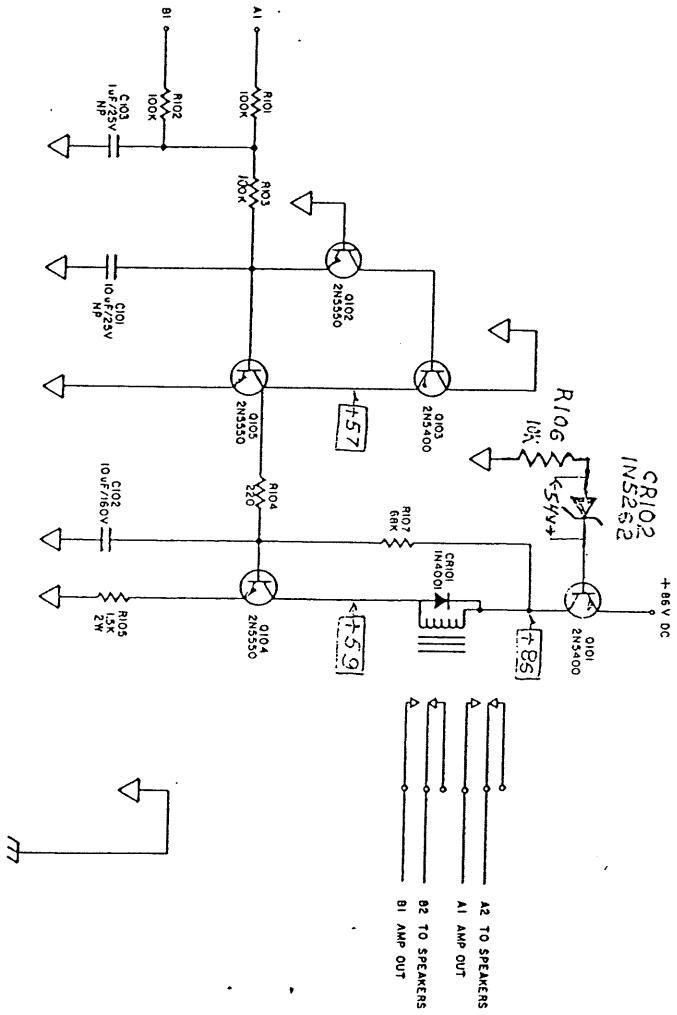 +86V DC
CR102
1N5262
R106
10K
54V
Q101
2N5400
+85
A2 TO SPEAKERS
A1 AMP OUT
B2 TO SPEAKERS
B1 AMP OUT
CR101
1N4001
Q103
2N5400
R107
68K
+57
+59
Q102
2N5550
A1
R101
100K
R103
100K
Q105
2N5550
R104
220
Q104
2N5550
B1
R102
100K
C103
1uF/25V
NP
C101
10uF/25V
NP
C102
10uF/160V
R105
1.5K
2W